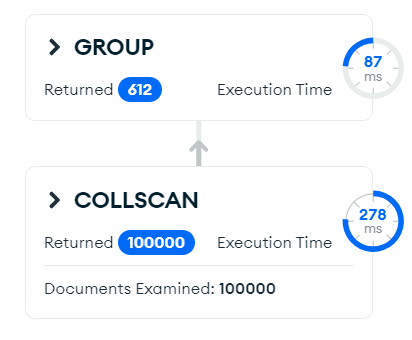 GROUP
Returned 612 Execution Time 87 ms
COLLSCAN
Returned 100000 Execution Time 278 ms
Documents Examined: 100000